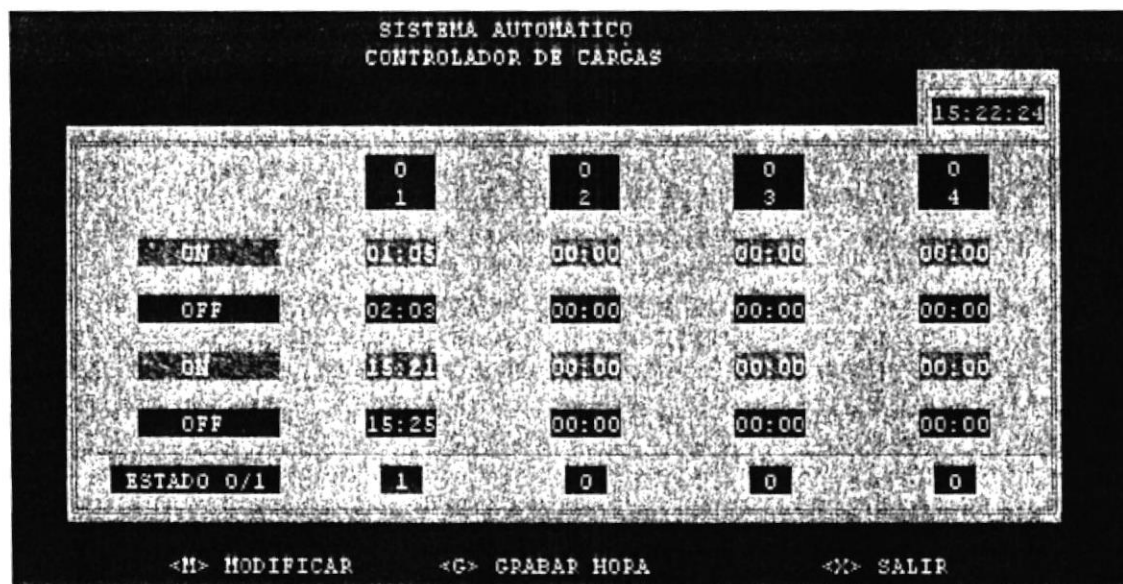 SISTEMA AUTOMATICO
CONTROLADOR DE CARGAS
15:22:24
0 0 0 0
1 2 3 4
ON 01:05 00:00 00:00 00:00
OFF 02:03 00:00 00:00 00:00
ON 15:21 00:00 00:00 00:00
OFF 15:25 00:00 00:00 00:00
ESTADO 0/1 1 0 0 0
<M> MODIFICAR <G> GRABAR HORA <X> SALIR